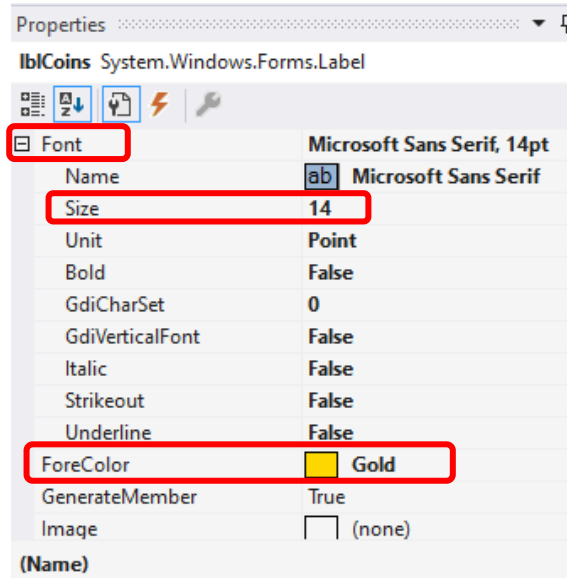 Properties
lblCoins System.Windows.Forms.Label
Font Microsoft Sans Serif, 14pt
Name ab Microsoft Sans Serif
Size 14
Unit Point
Bold False
GdiCharSet 0
GdiVerticalFont False
Italic False
Strikeout False
Underline False
ForeColor Gold
GenerateMember True
Image (none)
(Name)